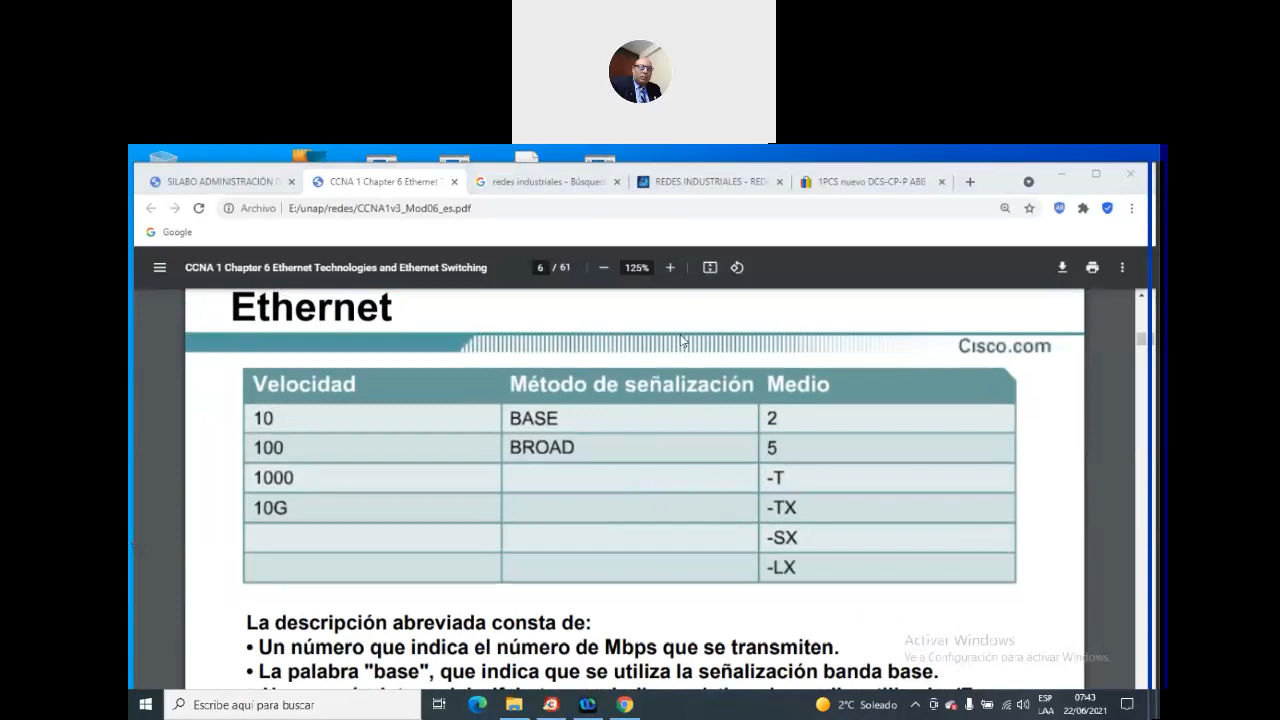 SILABO ADMINISTRACIÓN
CCNA 1 Chapter 6 Ethernet
redes industriales - Búsque
REDES INDUSTRIALES - RED
1PCS nuevo DCS-CP-P ABB
Archivo E:/unap/redes/CCNA1v3_Mod06_es.pdf
Google
CCNA 1 Chapter 6 Ethernet Technologies and Ethernet Switching
6 / 61
125%
Ethernet
Cisco.com
Velocidad Método de señalización Medio
10 BASE 2
100 BROAD 5
1000 -T
10G -TX
-SX
-LX
La descripción abreviada consta de:
• Un número que indica el número de Mbps que se transmiten.
• La palabra "base", que indica que se utiliza la señalización banda base.
Activar Windows
Ve a Configuración para activar Windows.
Escribe aquí para buscar
2°C Soleado
ESP
LAA
07:43
22/06/2021